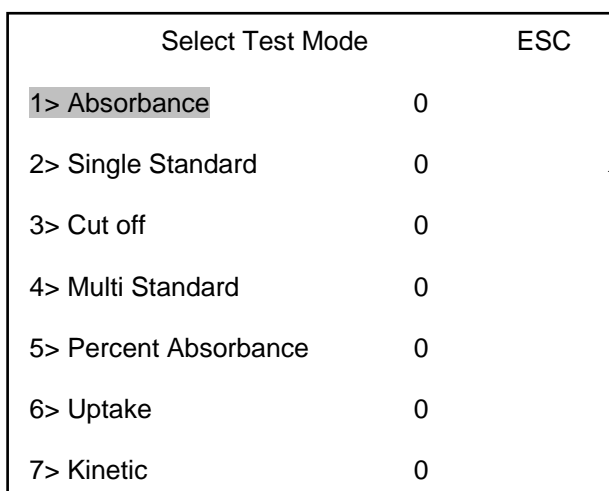 Select Test Mode ESC
1> Absorbance 0
2> Single Standard 0
3> Cut off 0
4> Multi Standard 0
5> Percent Absorbance 0
6> Uptake 0
7> Kinetic 0